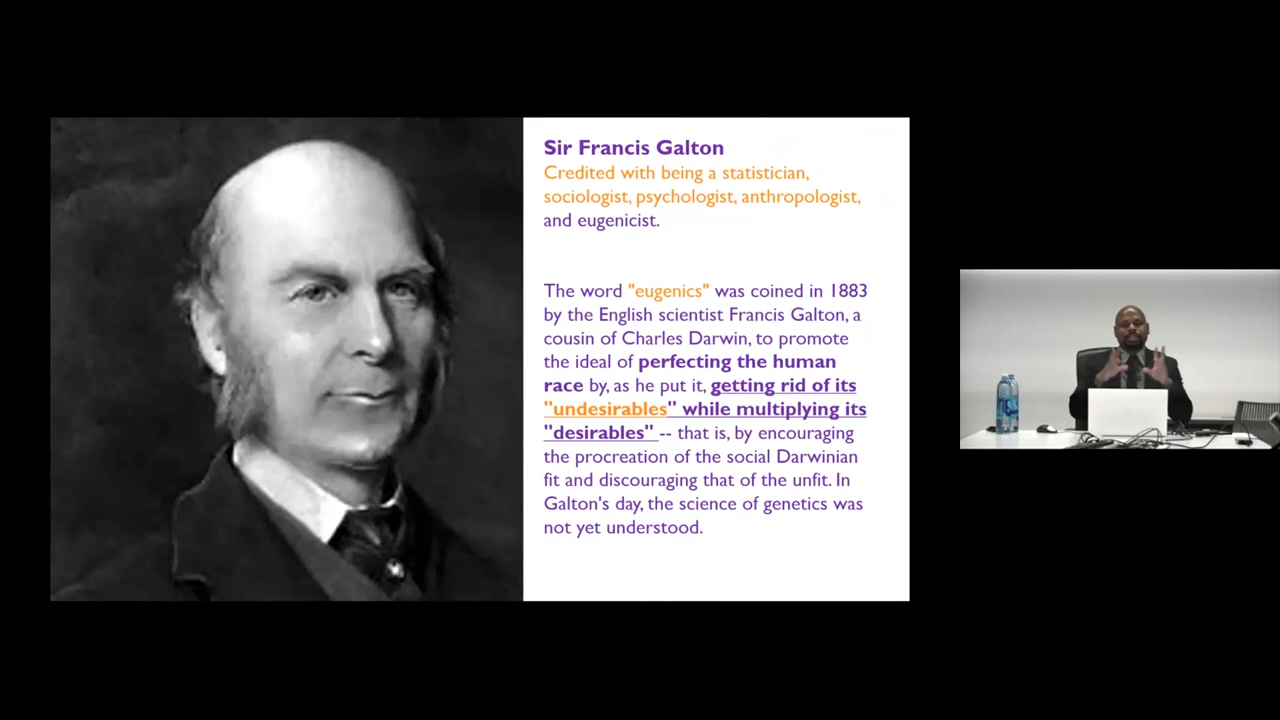 Sir Francis Galton
Credited with being a statistician,
sociologist, psychologist, anthropologist,
and eugenicist.
The word "eugenics" was coined in 1883
by the English scientist Francis Galton, a
cousin of Charles Darwin, to promote
the ideal of perfecting the human
race by, as he put it, getting rid of its
"undesirables" while multiplying its
"desirables" -- that is, by encouraging
the procreation of the social Darwinian
fit and discouraging that of the unfit. In
Galton's day, the science of genetics was
not yet understood.